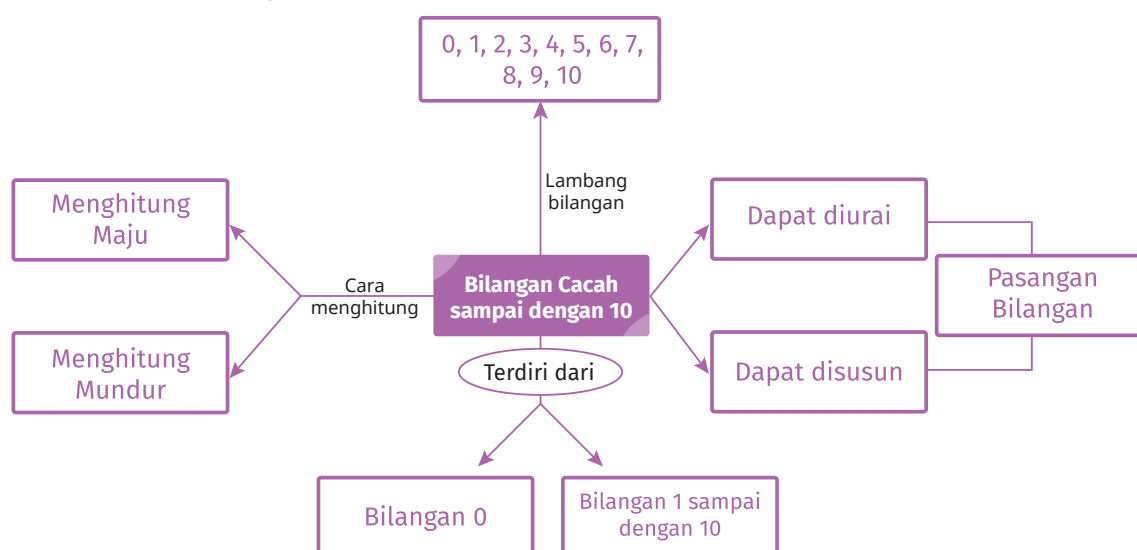 0, 1, 2, 3, 4, 5, 6, 7,
8, 9, 10
Lambang
bilangan
Menghitung
Maju
Dapat diurai
Cara
menghitung
Bilangan Cacah
sampai dengan 10
Pasangan
Bilangan
Menghitung
Mundur
Terdiri dari
Dapat disusun
Bilangan 0
Bilangan 1 sampai
dengan 10